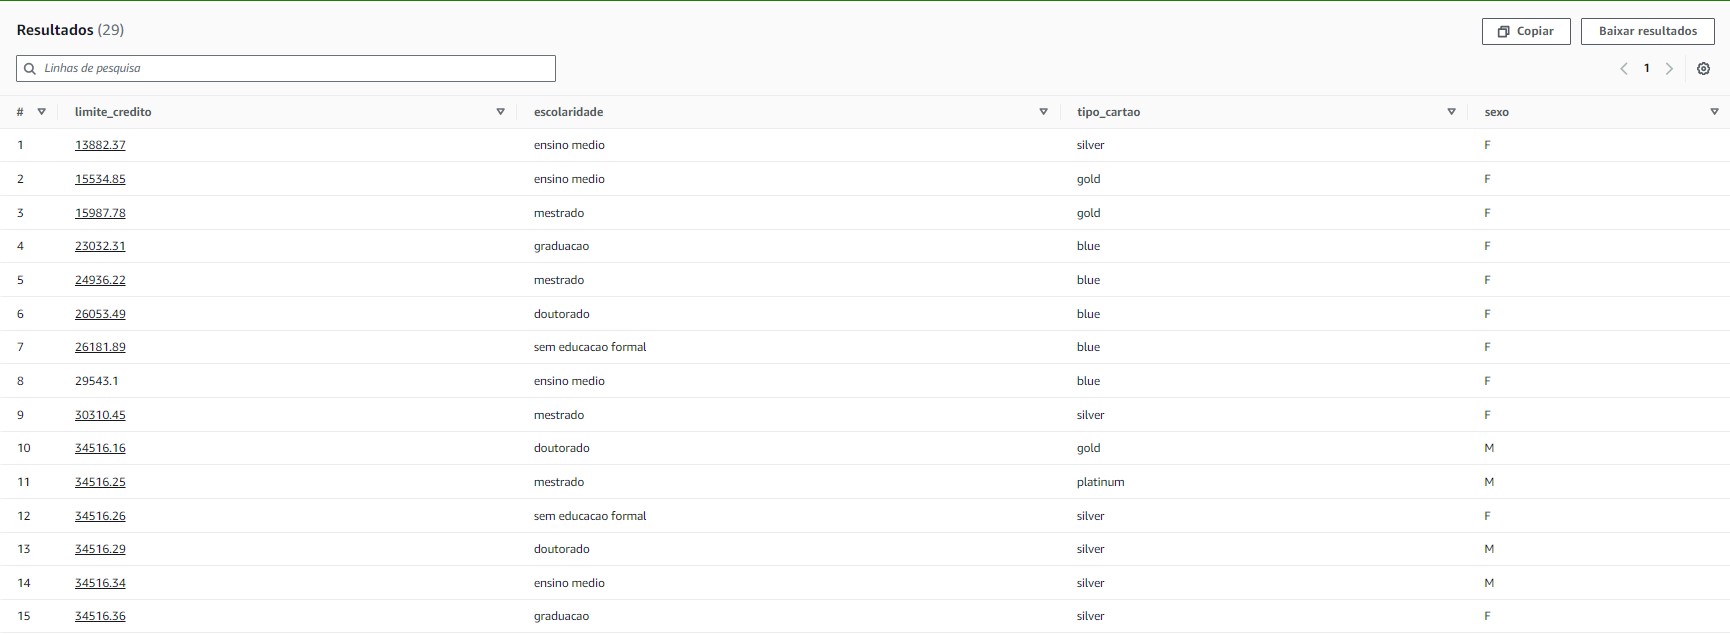 Resultados (29)
Copiar
Baixar resultados
Linhas de pesquisa
1
# limite_credito escolaridade tipo_cartao sexo
1 13882.37 ensino medio silver F
2 15534.85 ensino medio gold F
3 15987.78 mestrado gold F
4 23032.31 graduacao blue F
5 24936.22 mestrado blue F
6 26053.49 doutorado blue F
7 26181.89 sem educacao formal blue F
8 29543.1 ensino medio blue F
9 30310.45 mestrado silver F
10 34516.16 doutorado gold M
11 34516.25 mestrado platinum M
12 34516.26 sem educacao formal silver F
13 34516.29 doutorado silver M
14 34516.34 ensino medio silver M
15 34516.36 graduacao silver F